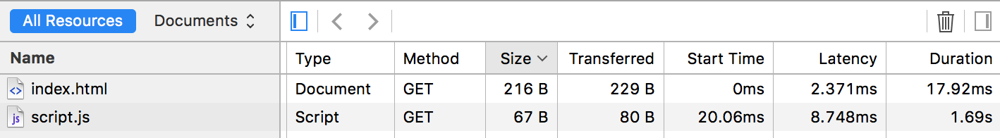 All Resources Documents
Name Type Method Size Transferred Start Time Latency Duration
index.html Document GET 216 B 229 B 0ms 2.371ms 17.92ms
js script.js Script GET 67 B 80 B 20.06ms 8.748ms 1.69s